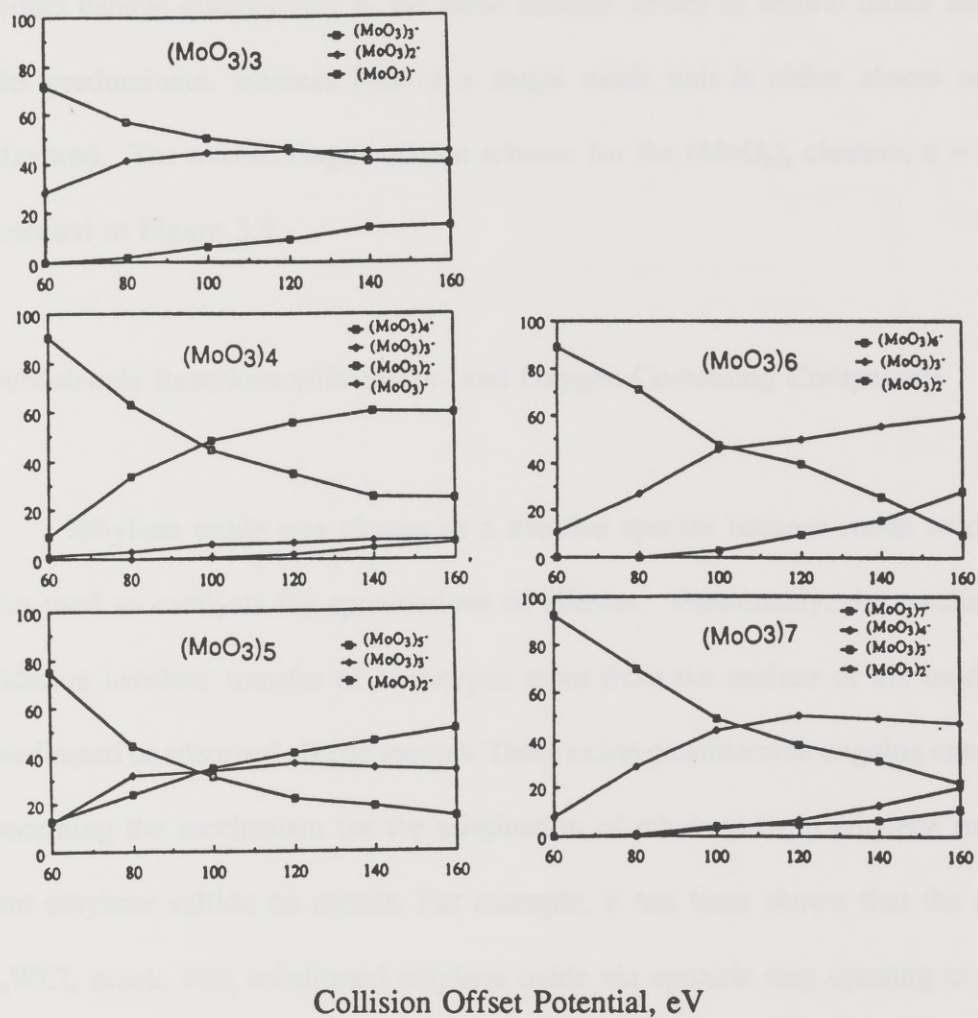 100
80
60
40
20
0
(MoO3)3
(MoO3)3-
(MoO3)2-
(MoO3)-
60 80 100 120 140 160
100
80
60
40
20
0
(MoO3)4
(MoO3)4-
(MoO3)3-
(MoO3)2-
(MoO3)-
60 80 100 120 140 160
100
80
60
40
20
0
(MoO3)6
(MoO3)6-
(MoO3)3-
(MoO3)2-
60 80 100 120 140 160
100
80
60
40
20
0
(MoO3)5
(MoO3)5-
(MoO3)3-
(MoO3)2-
60 80 100 120 140 160
100
80
60
40
20
0
(MoO3)7
(MoO3)7-
(MoO3)4-
(MoO3)3-
(MoO3)2-
60 80 100 120 140 160
Collision Offset Potential, eV